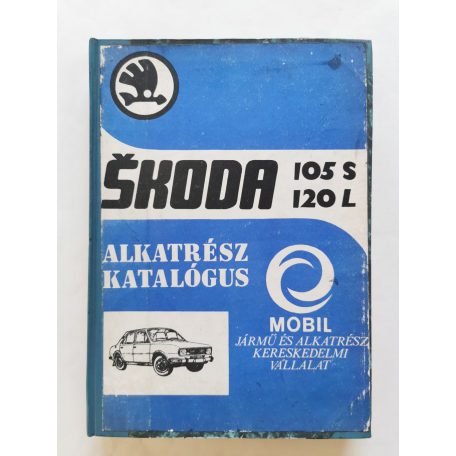 ŠKODA
105 S
120 L
ALKATRÉSZ
KATALÓGUS
MOBIL
JÁRMŰ ÉS ALKATRÉSZ
KERESKEDELMI
VÁLLALAT